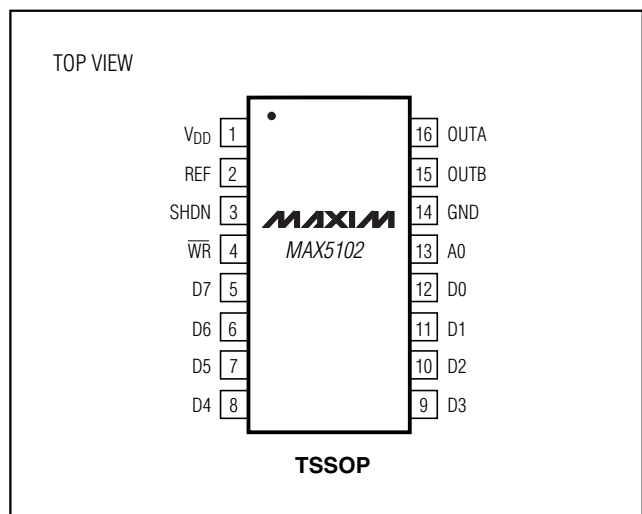 TOP VIEW
VDD 1 16 OUTA
REF 2 15 OUTB
SHDN 3 MAXIM 14 GND
W̅R̅ 4 MAX5102 13 A0
D7 5 12 D0
D6 6 11 D1
D5 7 10 D2
D4 8 9 D3
TSSOP